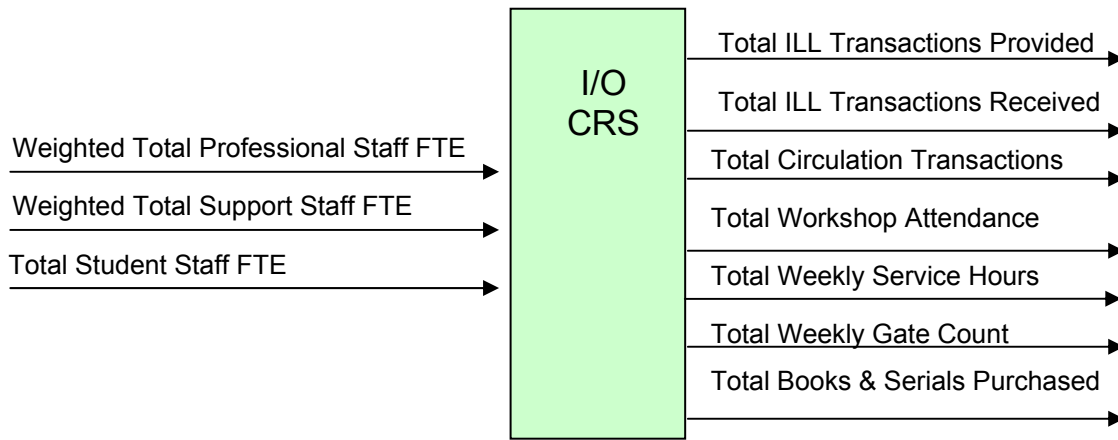 Weighted Total Professional Staff FTE
Weighted Total Support Staff FTE
Total Student Staff FTE
I/O
CRS
Total ILL Transactions Provided
Total ILL Transactions Received
Total Circulation Transactions
Total Workshop Attendance
Total Weekly Service Hours
Total Weekly Gate Count
Total Books & Serials Purchased